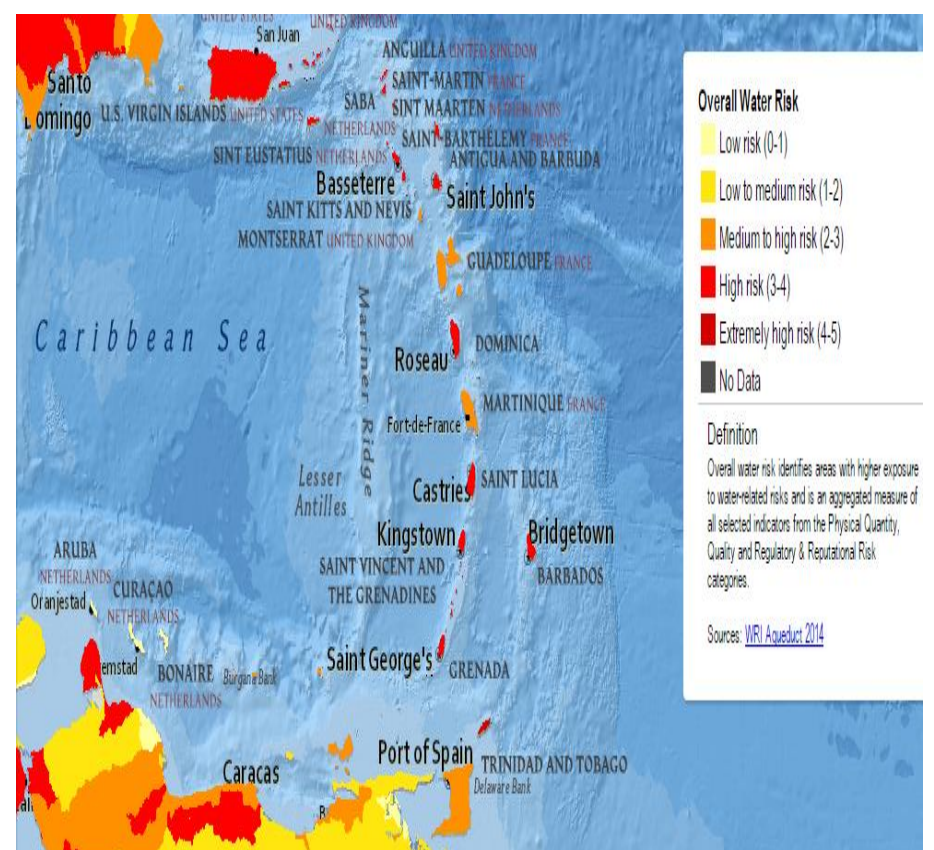 UNITED STATES
UNITED KINGDOM
San Juan
ANGUILLA UNITED KINGDOM
Santo
Domingo
SAINT-MARTIN FRANCE
SABA
NETHERLANDS
SINT MAARTEN NETHERLANDS
U.S. VIRGIN ISLANDS UNITED STATES
SAINT-BARTHÉLEMY FRANCE
SINT EUSTATIUS NETHERLANDS
ANTIGUA AND BARBUDA
Basseterre
Saint John's
SAINT KITTS AND NEVIS
MONTSERRAT UNITED KINGDOM
GUADELOUPE FRANCE
Mariner Ridge
Caribbean Sea
Roseau
DOMINICA
MARTINIQUE FRANCE
Fort-de-France
Lesser
Antilles
Castries
SAINT LUCIA
Kingstown
Bridgetown
SAINT VINCENT AND
THE GRENADINES
BARBADOS
ARUBA
NETHERLANDS
Oranjestad
CURAÇAO
NETHERLANDS
emstad
BONAIRE
NETHERLANDS
Burgana Bank
Saint George's
GRENADA
Port of Spain
TRINIDAD AND TOBAGO
Delaware Bank
Caracas
B
Overall Water Risk
Low risk (0-1)
Low to medium risk (1-2)
Medium to high risk (2-3)
High risk (3-4)
Extremely high risk (4-5)
No Data
Definition
Overall water risk identifies areas with higher exposure
to water-related risks and is an aggregated measure of
all selected indicators from the Physical Quantity,
Quality and Regulatory & Reputational Risk
categories.
Sources: WRI Aqueduct 2014